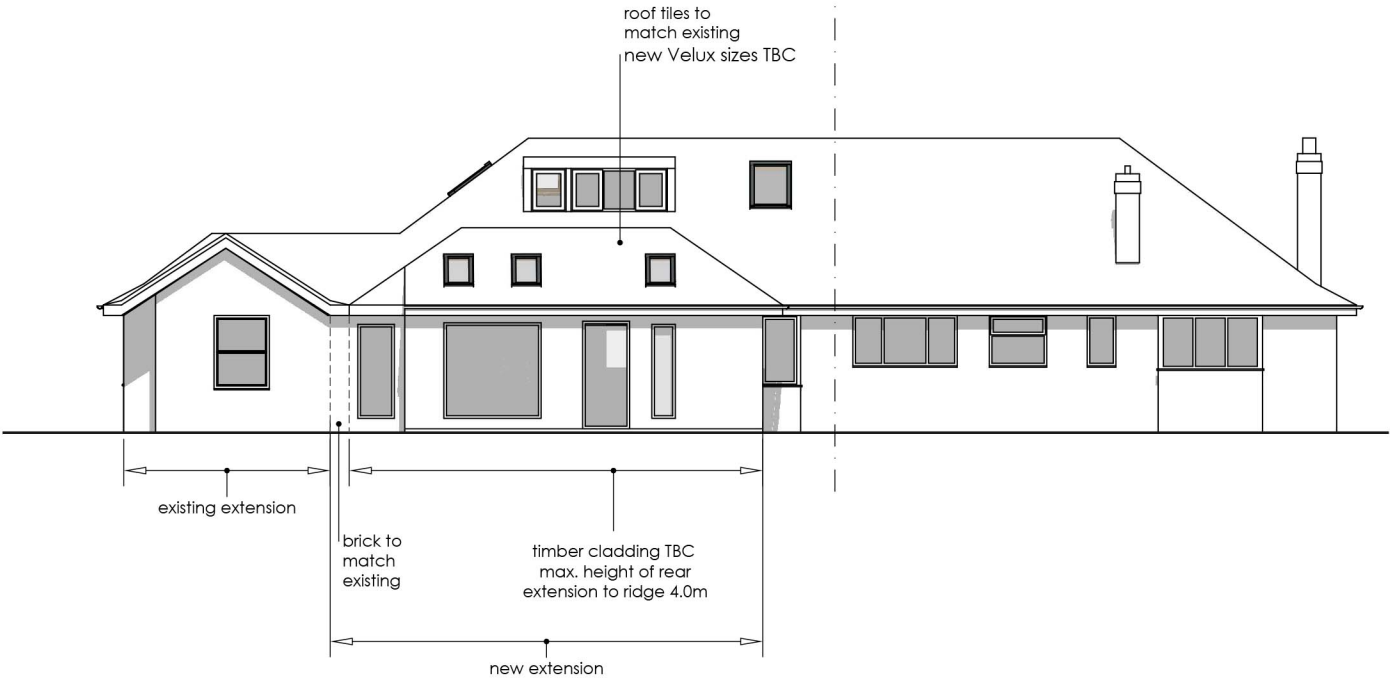 roof tiles to
match existing
new Velux sizes TBC
existing extension
brick to
match
existing
timber cladding TBC
max. height of rear
extension to ridge 4.0m
new extension